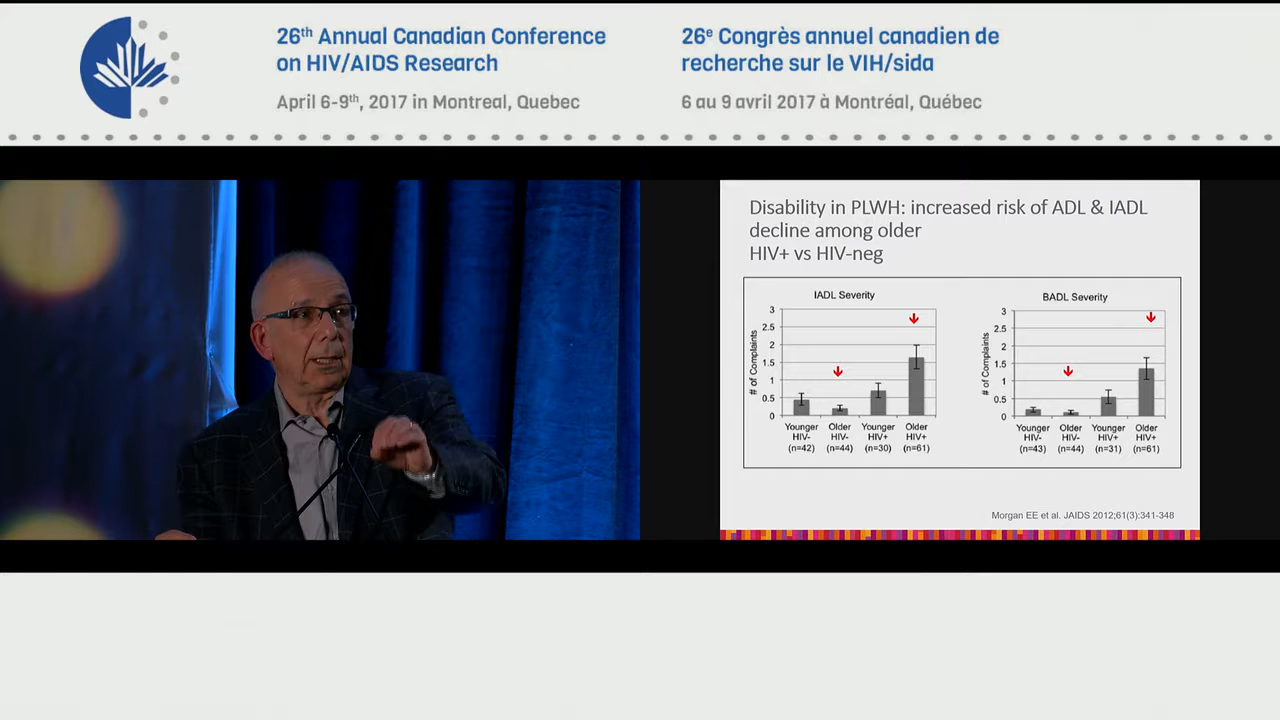 26th Annual Canadian Conference
on HIV/AIDS Research
April 6-9th, 2017 in Montreal, Quebec
26e Congrès annuel canadien de
recherche sur le VIH/sida
6 au 9 avril 2017 à Montréal, Québec
Disability in PLWH: increased risk of ADL & IADL
decline among older
HIV+ vs HIV-neg
IADL Severity
# of Complaints
3
2.5
2
1.5
1
0.5
0
Younger HIV- (n=42)
Older HIV- (n=44)
Younger HIV+ (n=30)
Older HIV+ (n=61)
BADL Severity
# of Complaints
3
2.5
2
1.5
1
0.5
0
Younger HIV- (n=43)
Older HIV- (n=44)
Younger HIV+ (n=31)
Older HIV+ (n=61)
Morgan EE et al. JAIDS 2012;61(3):341-348